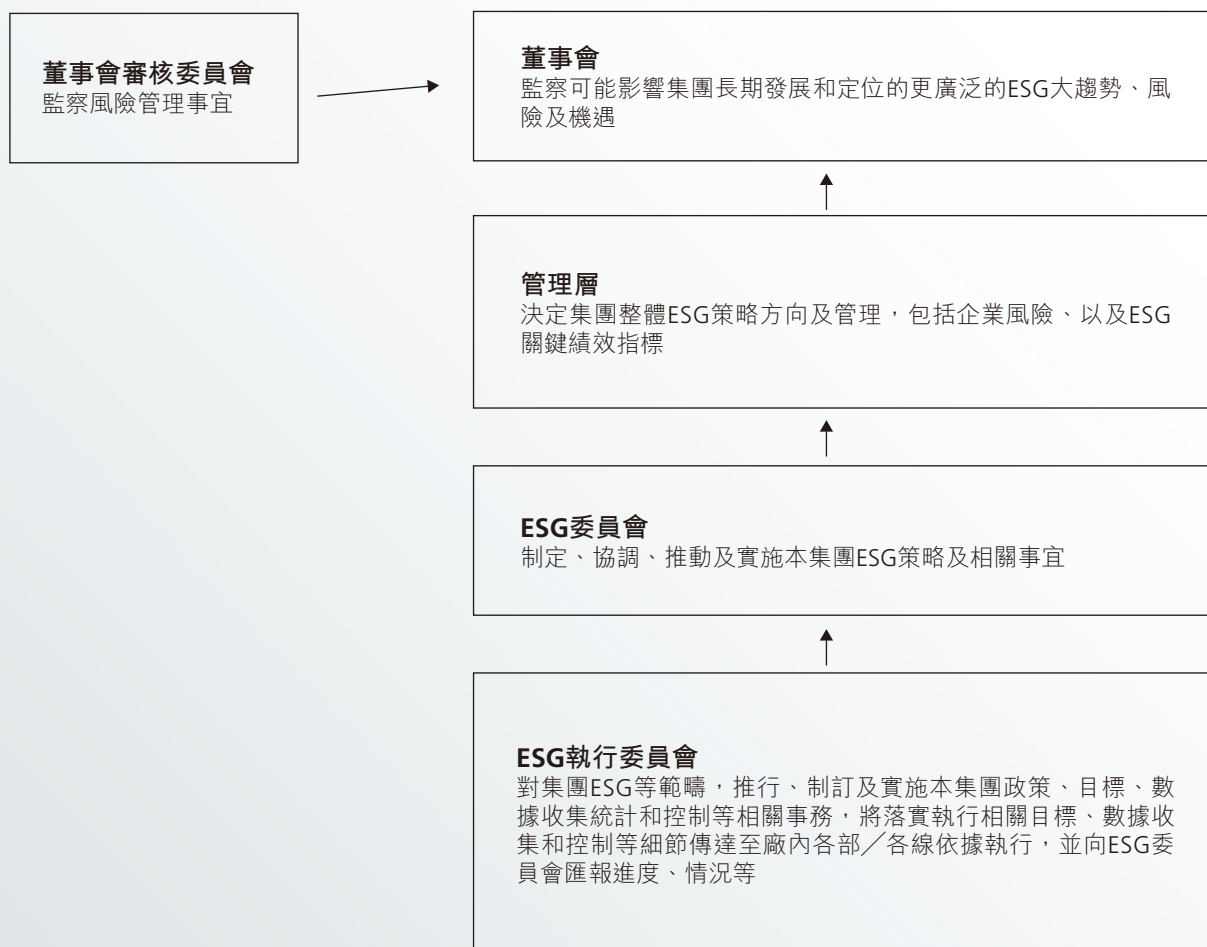 董事會審核委員會
監察風險管理事宜
董事會
監察可能影響集團長期發展和定位的更廣泛的ESG大趨勢、風
險及機遇
管理層
決定集團整體ESG策略方向及管理，包括企業風險、以及ESG
關鍵績效指標
ESG委員會
制定、協調、推動及實施本集團ESG策略及相關事宜
ESG執行委員會
對集團ESG等範疇，推行、制訂及實施本集團政策、目標、數
據收集統計和控制等相關事務，將落實執行相關目標、數據收
集和控制等細節傳達至廠內各部╱各線依據執行，並向ESG委
員會匯報進度、情況等